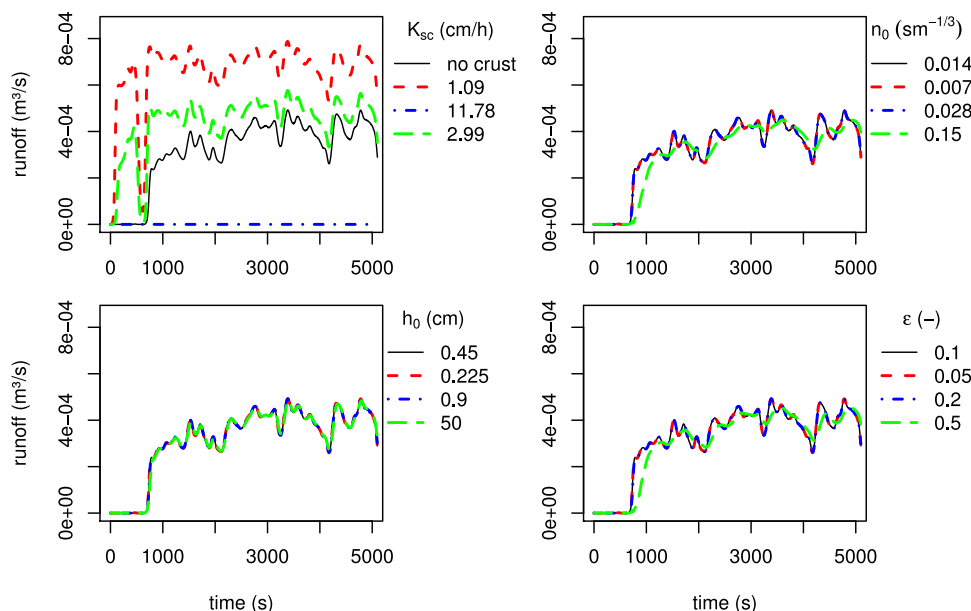 K_sc (cm/h)
no crust
1.09
11.78
2.99
runoff (m³/s)
0e+00 4e-04 8e-04
0 1000 3000 5000
n₀ (sm⁻¹/³)
0.014
0.007
0.028
0.15
0e+00 4e-04 8e-04
0 1000 3000 5000
h₀ (cm)
0.45
0.225
0.9
50
runoff (m³/s)
0e+00 4e-04 8e-04
0 1000 3000 5000
time (s)
ε (-)
0.1
0.05
0.2
0.5
0e+00 4e-04 8e-04
0 1000 3000 5000
time (s)